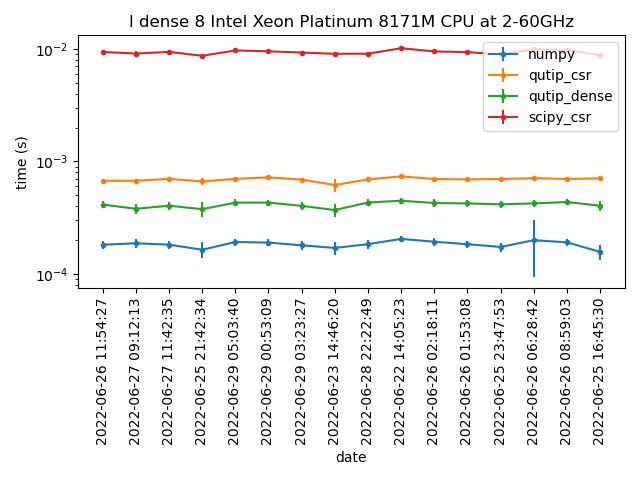 l dense 8 Intel Xeon Platinum 8171M CPU at 2-60GHz
time (s)
10⁻²
10⁻³
10⁻⁴
numpy
qutip_csr
qutip_dense
scipy_csr
2022-06-26 11:54:27
2022-06-27 09:12:13
2022-06-27 11:42:35
2022-06-25 21:42:34
2022-06-29 05:03:40
2022-06-29 00:53:09
2022-06-29 03:23:27
2022-06-23 14:46:20
2022-06-28 22:22:49
2022-06-22 14:05:23
2022-06-26 02:18:11
2022-06-26 01:53:08
2022-06-25 23:47:53
2022-06-26 06:28:42
2022-06-26 08:59:03
2022-06-25 16:45:30
date